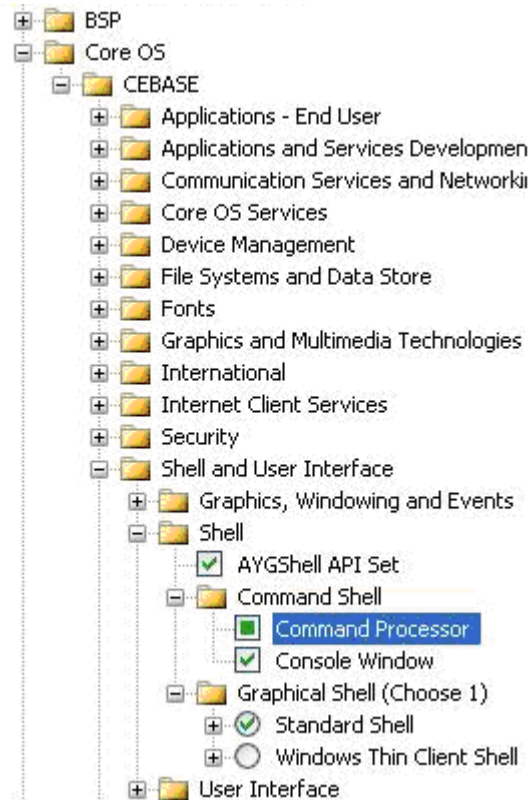 BSP
Core OS
CEBASE
Applications - End User
Applications and Services Developmen
Communication Services and Networki
Core OS Services
Device Management
File Systems and Data Store
Fonts
Graphics and Multimedia Technologies
International
Internet Client Services
Security
Shell and User Interface
Graphics, Windowing and Events
Shell
AYGShell API Set
Command Shell
Command Processor
Console Window
Graphical Shell (Choose 1)
Standard Shell
Windows Thin Client Shell
User Interface